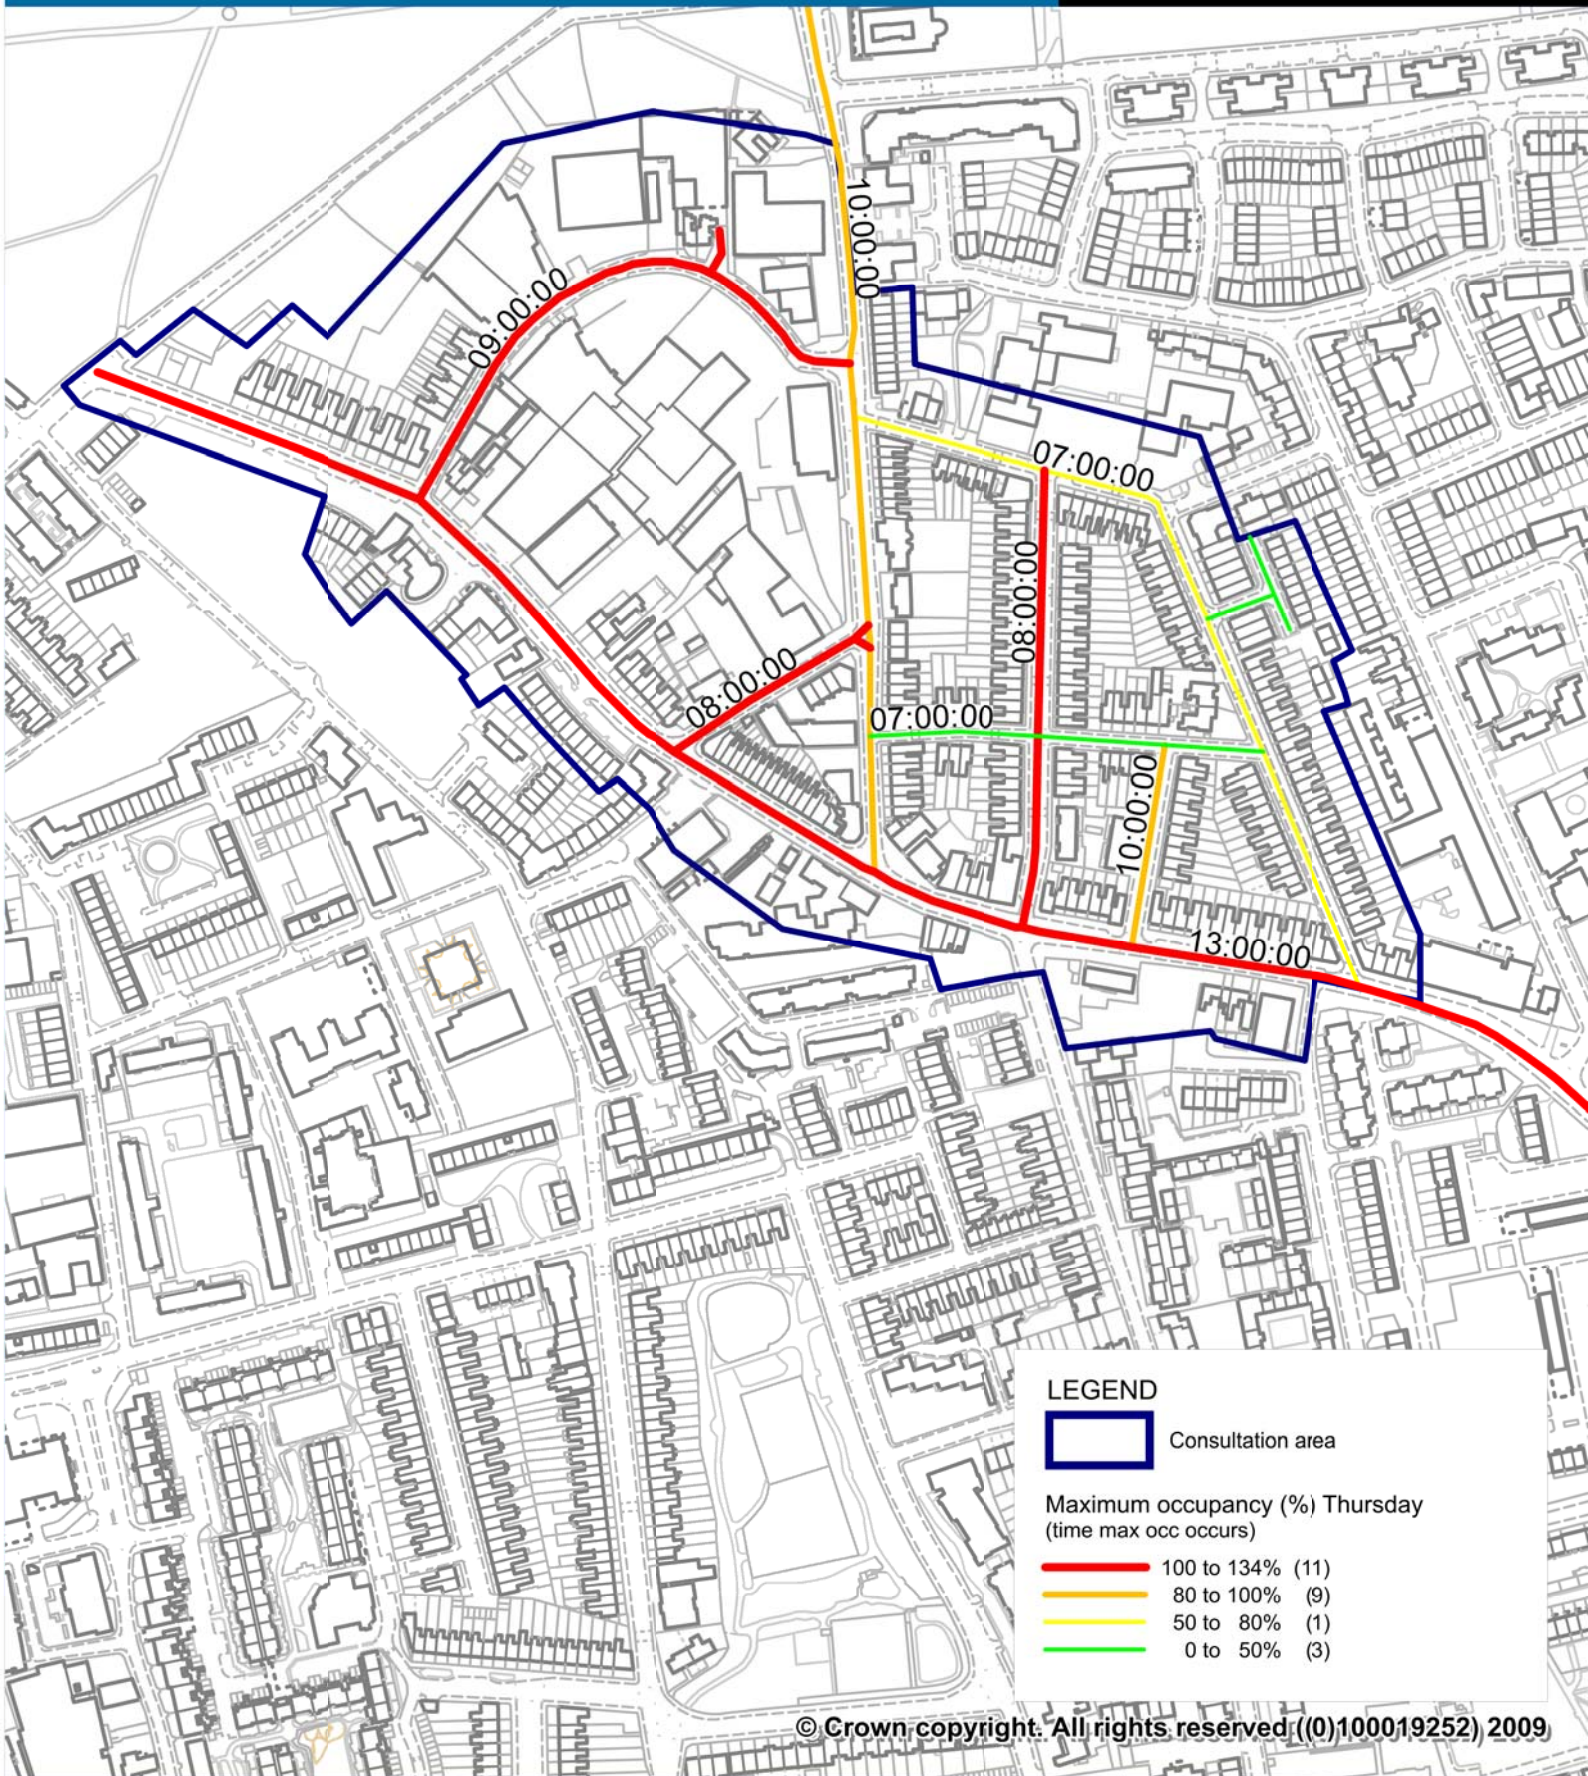 10:00:00
09:00:00
07:00:00
08:00:00
08:00:00
07:00:00
10:00:00
13:00:00
LEGEND
Consultation area
Maximum occupancy (%) Thursday
(time max occ occurs)
100 to 134% (11)
80 to 100% (9)
50 to 80% (1)
0 to 50% (3)
© Crown copyright. All rights reserved ((0)100019252) 2009